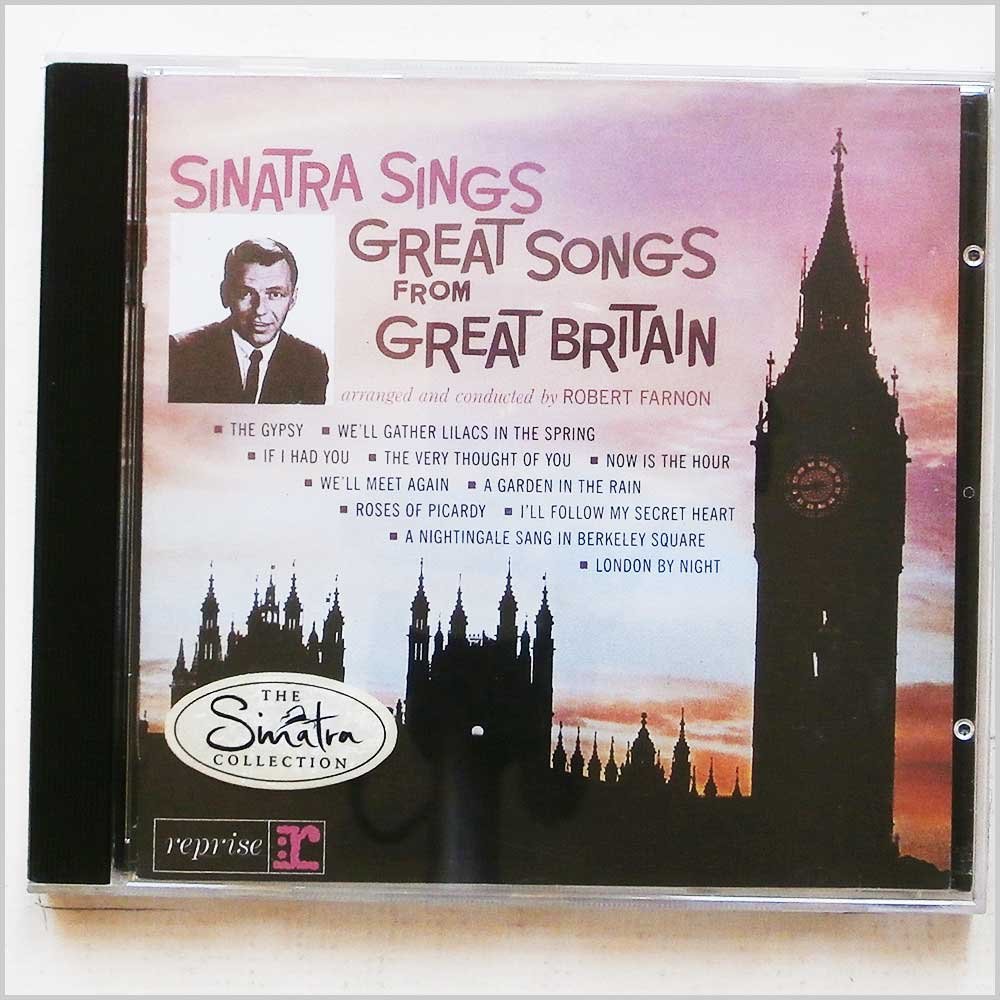 SINATRA SINGS
GREAT SONGS
FROM
GREAT BRITAIN
arranged and conducted by ROBERT FARNON
▪ THE GYPSY ▪ WE'LL GATHER LILACS IN THE SPRING
▪ IF I HAD YOU ▪ THE VERY THOUGHT OF YOU ▪ NOW IS THE HOUR
▪ WE'LL MEET AGAIN ▪ A GARDEN IN THE RAIN
▪ ROSES OF PICARDY ▪ I'LL FOLLOW MY SECRET HEART
▪ A NIGHTINGALE SANG IN BERKELEY SQUARE
▪ LONDON BY NIGHT
THE
Sinatra
COLLECTION
reprise r